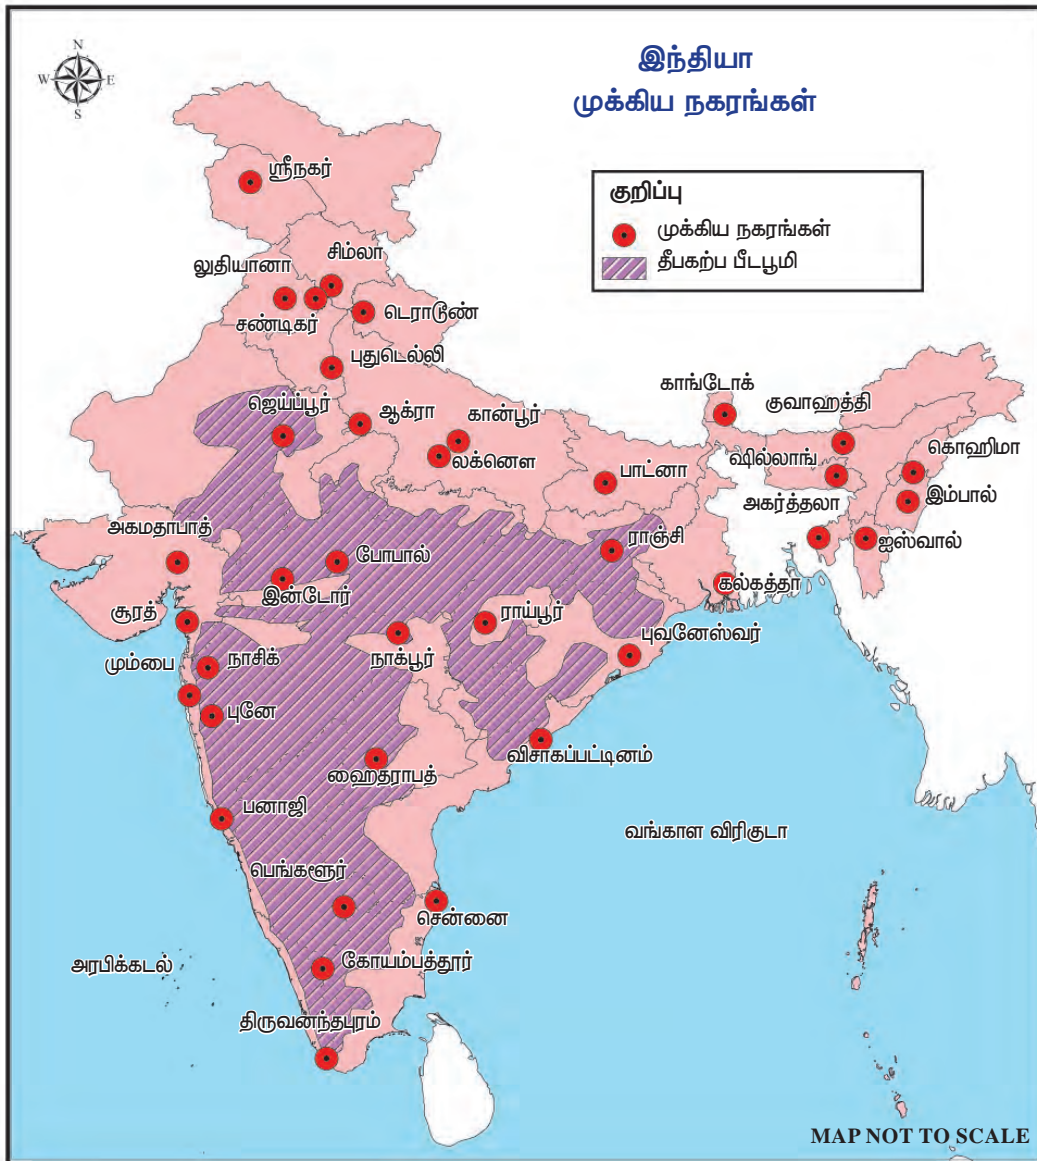 இந்தியா
முக்கிய நகரங்கள்
N
W
E
S
குறிப்பு
முக்கிய நகரங்கள்
தீபகற்ப பீடபூமி
ஸ்ரீநகர்
சிம்லா
லுதியானா
சண்டிகர்
டெராடூண்
புதுடெல்லி
காங்டோக்
குவாஹத்தி
ஜெய்ப்பூர்
ஆக்ரா
கான்பூர்
கொஹிமா
லக்னௌ
ஷில்லாங்
பாட்னா
இம்பால்
அகர்த்தலா
அகமதாபாத்
ராஞ்சி
ஐஸ்வால்
போபால்
கல்கத்தா
இன்டோர்
சூரத்
ராய்பூர்
புவனேஸ்வர்
மும்பை
நாசிக்
நாக்பூர்
புனே
விசாகப்பட்டினம்
ஹைதராபத்
பனாஜி
வங்காள விரிகுடா
பெங்களூர்
சென்னை
அரபிக்கடல்
கோயம்பத்தூர்
திருவனந்தபுரம்
MAP NOT TO SCALE